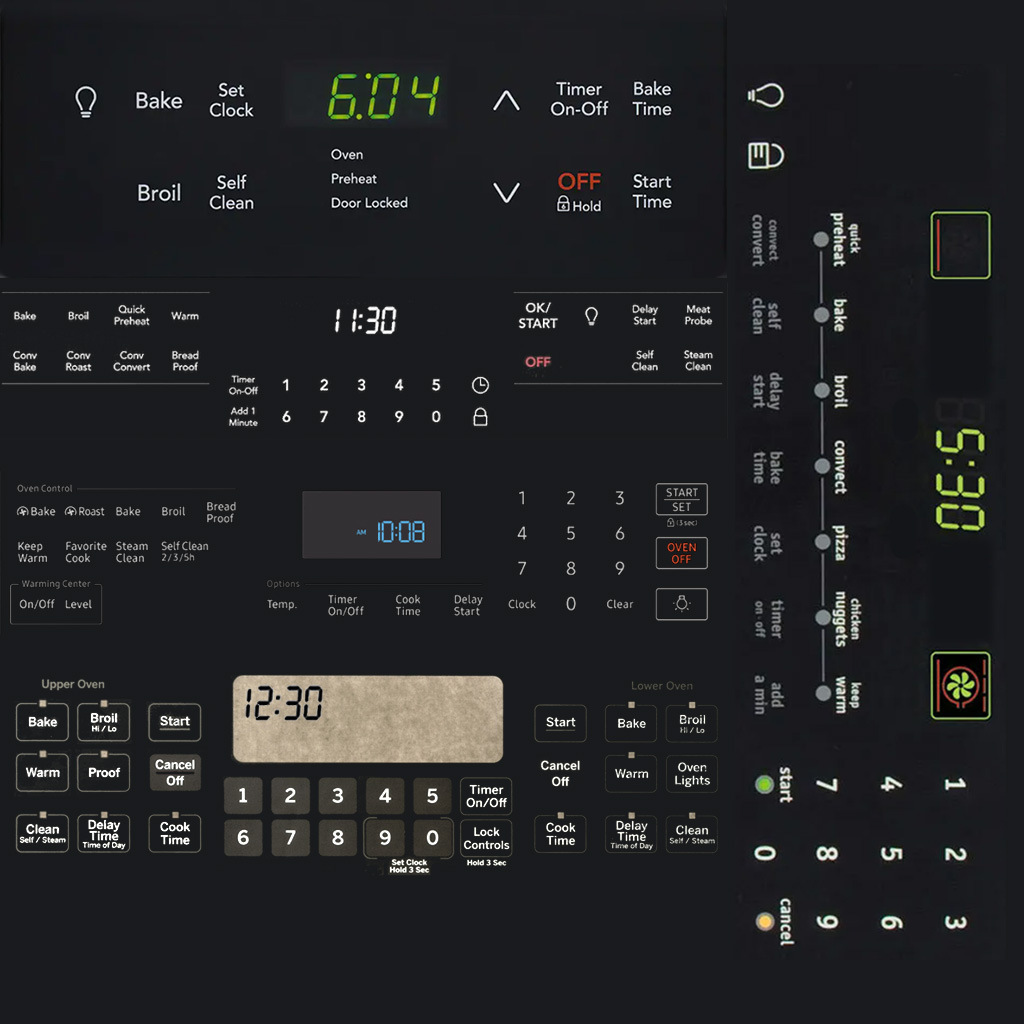 Bake
Set
Clock
6:04
Timer
On-Off
Bake
Time
Broil
Self
Clean
Oven
Preheat
Door Locked
OFF
Hold
Start
Time
Bake
Broil
Quick
Preheat
Warm
Conv
Bake
Conv
Roast
Conv
Convert
Bread
Proof
11:30
Timer
On-Off
1 2 3 4 5
Add 1
Minute
6 7 8 9 0
OK/
START
Delay
Start
Meat
Probe
OFF
Self
Clean
Steam
Clean
Oven Control
Bake
Roast
Bake
Broil
Bread
Proof
Keep
Warm
Favorite
Cook
Steam
Clean
Self Clean
2/3/5h
Warming Center
On/Off Level
AM 10:08
Options
Temp.
Timer
On/Off
Cook
Time
Delay
Start
1 2 3
4 5 6
7 8 9
Clock 0 Clear
START
SET
(3 sec)
OVEN
OFF
Upper Oven
Bake
Broil
Hi / Lo
Start
Warm
Proof
Cancel
Off
Clean
Self / Steam
Delay
Time
Time of Day
Cook
Time
12:30
1 2 3 4 5
Timer
On/Off
6 7 8 9 0
Lock
Controls
Set Clock
Hold 3 Sec
Hold 3 Sec
Lower Oven
Start
Bake
Broil
Hi / Lo
Cancel
Off
Warm
Oven
Lights
Cook
Time
Delay
Time
Time of Day
Clean
Self / Steam
5:30
quick
preheat
bake
broil
convect
pizza
chicken
nuggets
keep
warm
convect
convert
self
clean
delay
start
bake
time
set
clock
timer
on·off
add
a min
1 2 3
4 5 6
7 8 9
start 0 cancel